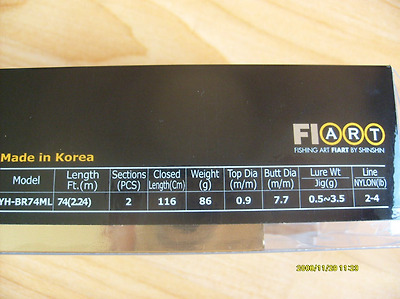 FIART
FISHING ART FIART BY SHINSHIN
Made in Korea
Model Length Ft.(m) Sections (PCS) Closed Length(Cm) Weight (g) Top Dia (m/m) Butt Dia (m/m) Lure Wt Jig(g) Line NYLON(lb)
YH-BR74ML 74(2.24) 2 116 86 0.9 7.7 0.5~3.5 2-4
2008/11/29 11:29